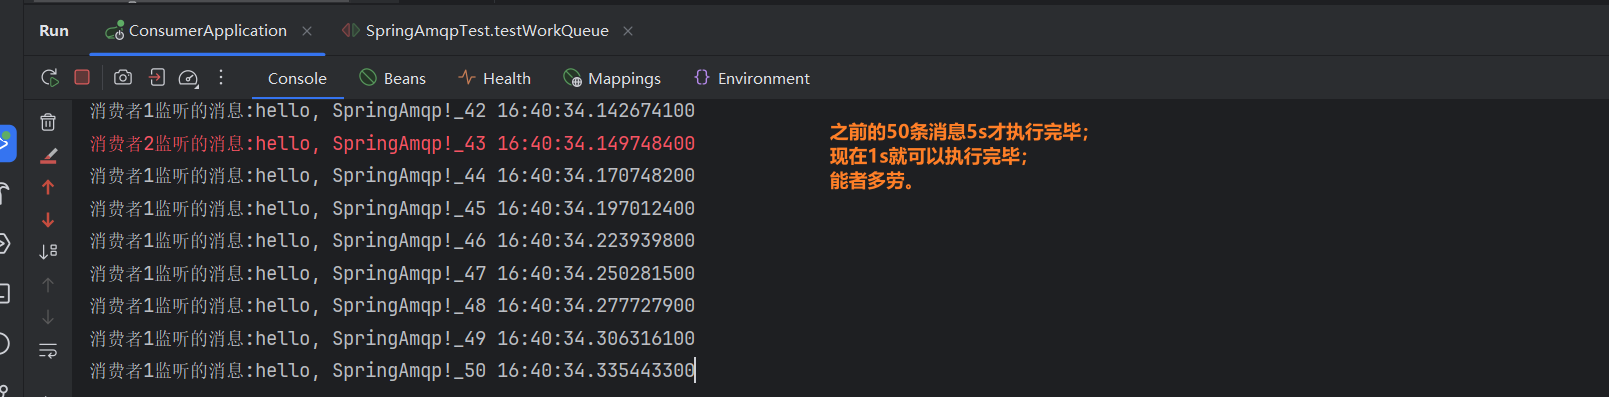 Run ConsumerApplication × SpringAmqpTest.testWorkQueue ×
Console Beans Health Mappings Environment
消费者1监听的消息:hello, SpringAmqp!_42 16:40:34.142674100
消费者2监听的消息:hello, SpringAmqp!_43 16:40:34.149748400
消费者1监听的消息:hello, SpringAmqp!_44 16:40:34.170748200
消费者1监听的消息:hello, SpringAmqp!_45 16:40:34.197012400
消费者1监听的消息:hello, SpringAmqp!_46 16:40:34.223939800
消费者1监听的消息:hello, SpringAmqp!_47 16:40:34.250281500
消费者1监听的消息:hello, SpringAmqp!_48 16:40:34.277727900
消费者1监听的消息:hello, SpringAmqp!_49 16:40:34.306316100
消费者1监听的消息:hello, SpringAmqp!_50 16:40:34.335443300
之前的50条消息5s才执行完毕；
现在1s就可以执行完毕；
能者多劳。